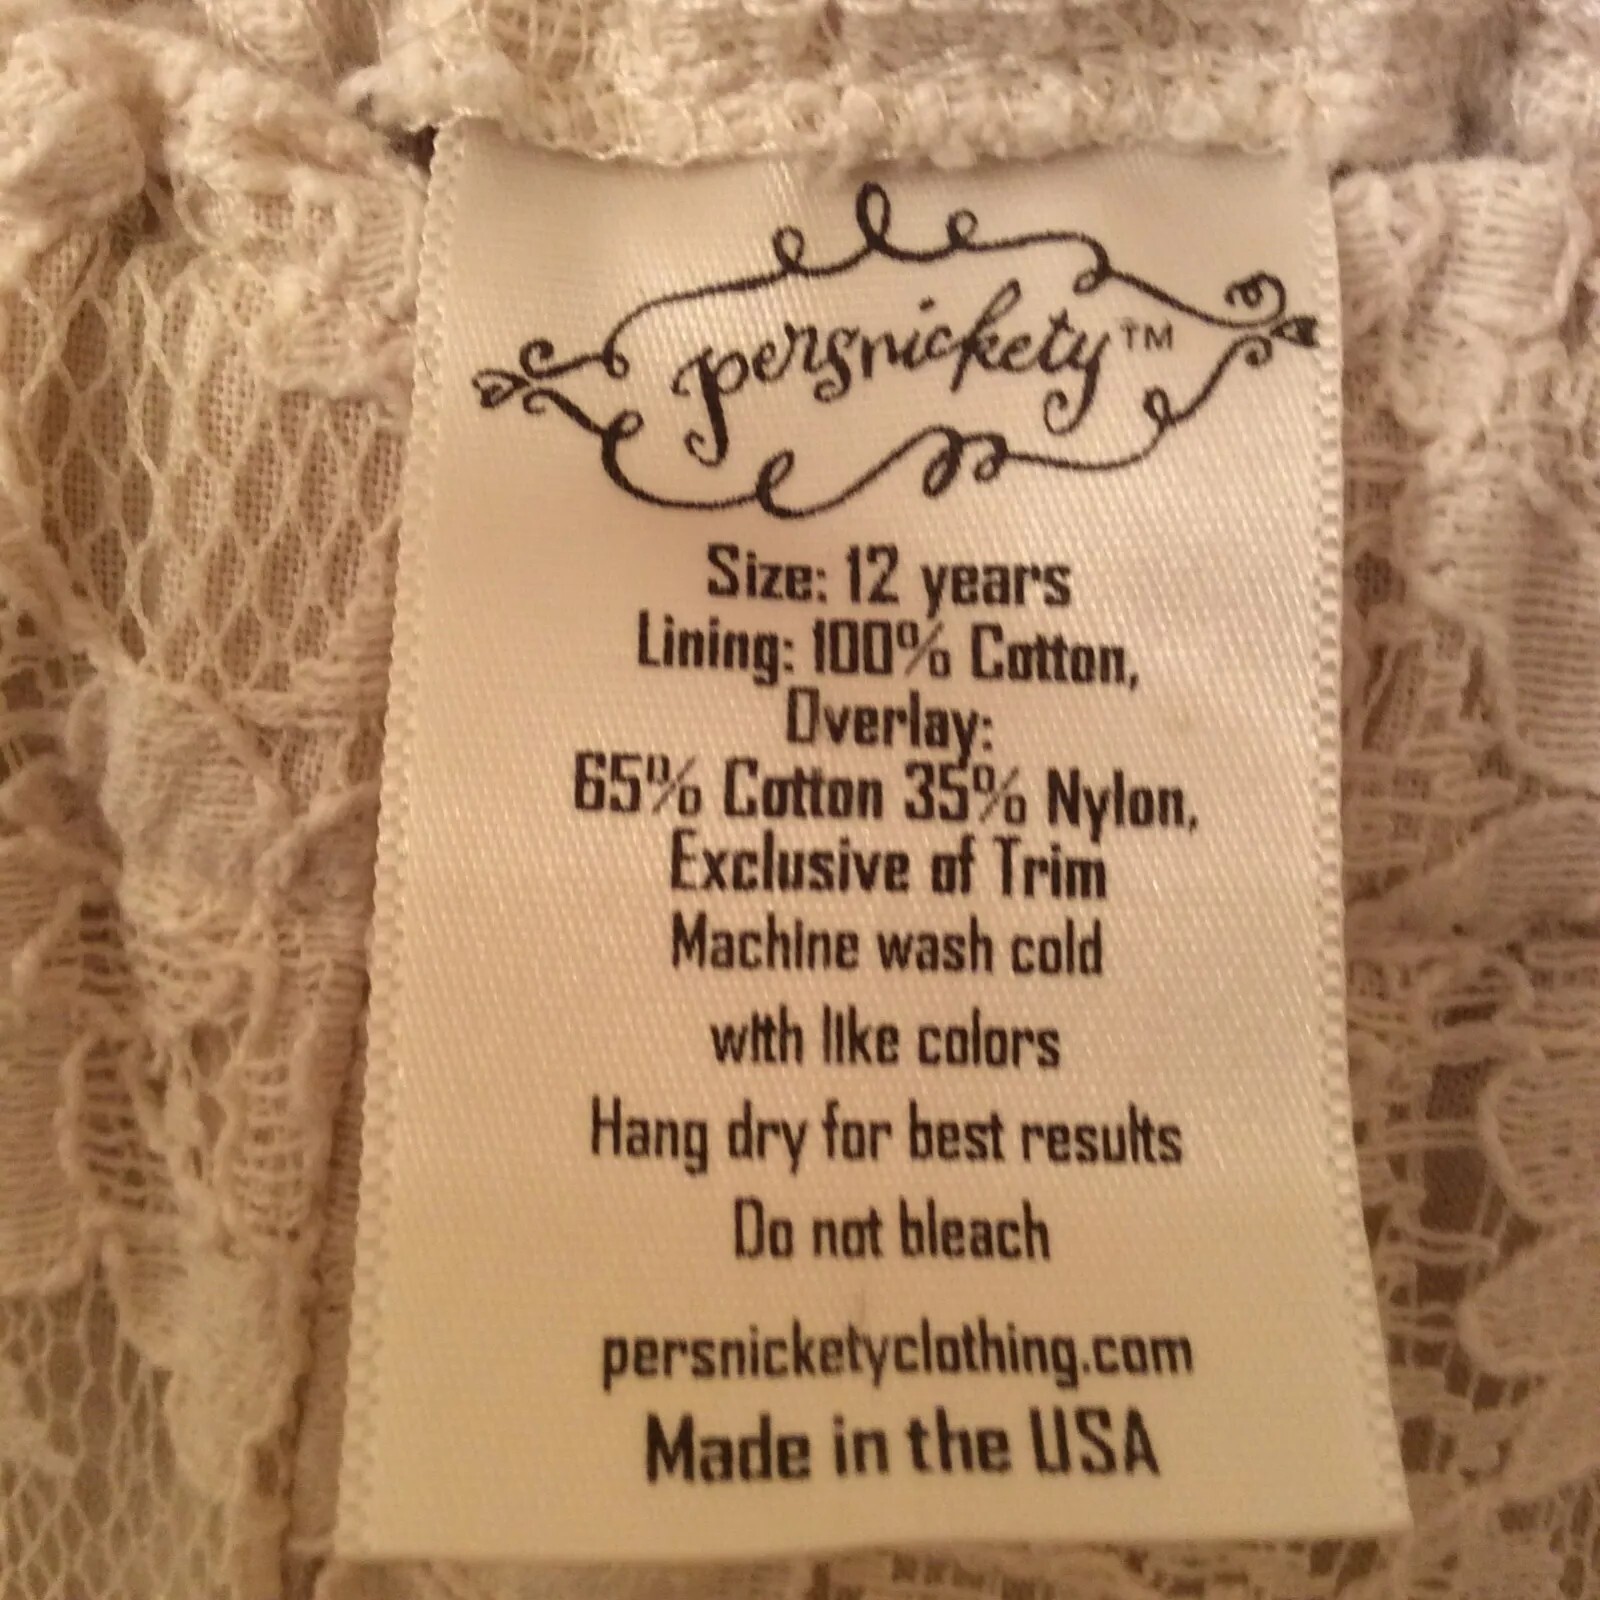 persnickety™
Size: 12 years
Lining: 100% Cotton,
Overlay:
65% Cotton 35% Nylon,
Exclusive of Trim
Machine wash cold
with like colors
Hang dry for best results
Do not bleach
persnicketyclothing.com
Made in the USA